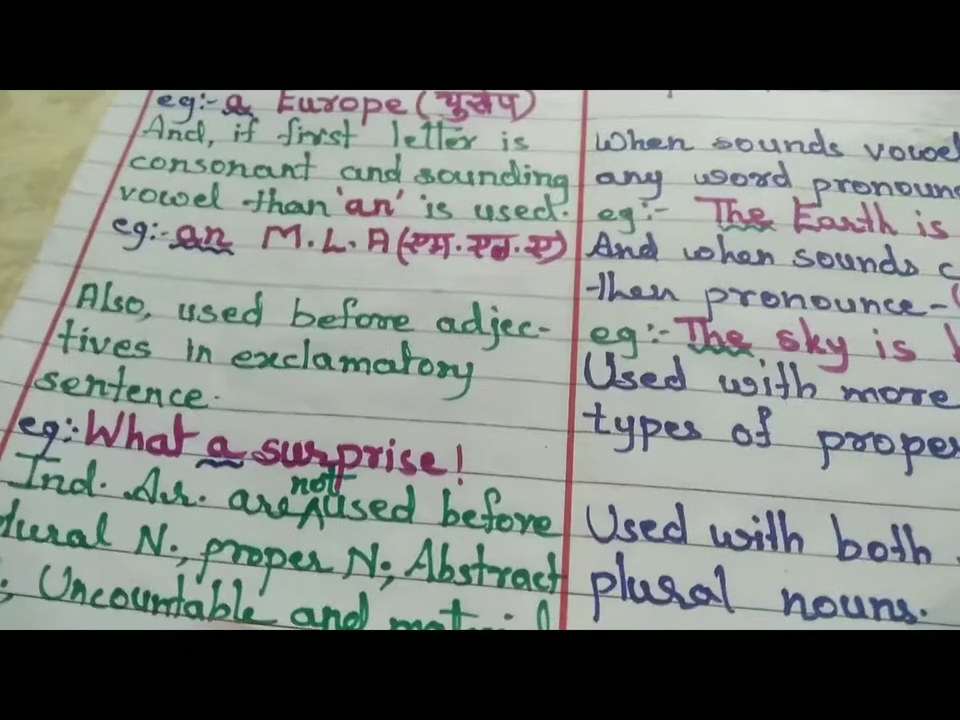 eg:- a Europe (युरुप)
And, if first letter is
consonant and sounding
vowel than 'an' is used.
eg:- an M.L.A (एम.एल.ए)
Also, used before adjec-
tives in exclamatory
sentence.
eg:- What a surprise!
Ind. Ar. are not used before
plural N., proper N., Abstract
Uncountable and
When sounds vowel
any word
eg:- The Earth is
And when sounds
then pronounce-
eg:- The sky is
Used with more
types of
Used with both
plural nouns.